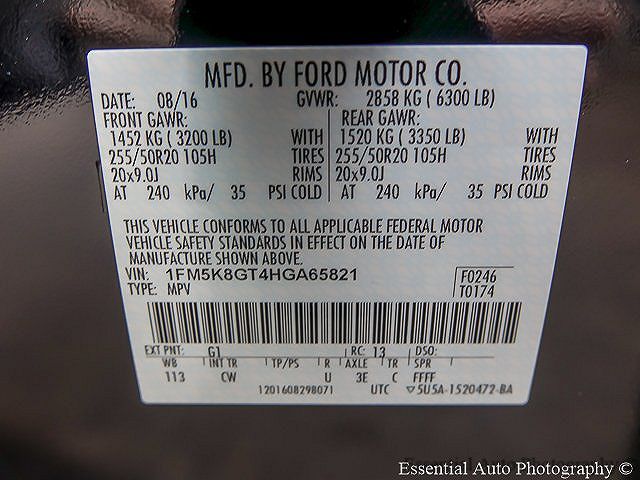 MFD. BY FORD MOTOR CO.
DATE: 08/16 GVWR: 2858 KG ( 6300 LB)
FRONT GAWR: REAR GAWR:
1452 KG ( 3200 LB) WITH 1520 KG ( 3350 LB) WITH
255/50R20 105H TIRES 255/50R20 105H TIRES
20x9.0J RIMS 20x9.0J RIMS
AT 240 kPa/ 35 PSI COLD AT 240 kPa/ 35 PSI COLD
THIS VEHICLE CONFORMS TO ALL APPLICABLE FEDERAL MOTOR
VEHICLE SAFETY STANDARDS IN EFFECT ON THE DATE OF
MANUFACTURE SHOWN ABOVE.
VIN: 1FM5K8GT4HGA65821 F0246
TYPE: MPV T0174
EXT PNT: G1 RC: 13 DSO:
WB INT TR TP/PS R AXLE TR SPR
113 CW U 3E C FFFF
1201608298071 UTC ▽5U5A-1520472-BA
Essential Auto Photography (C)